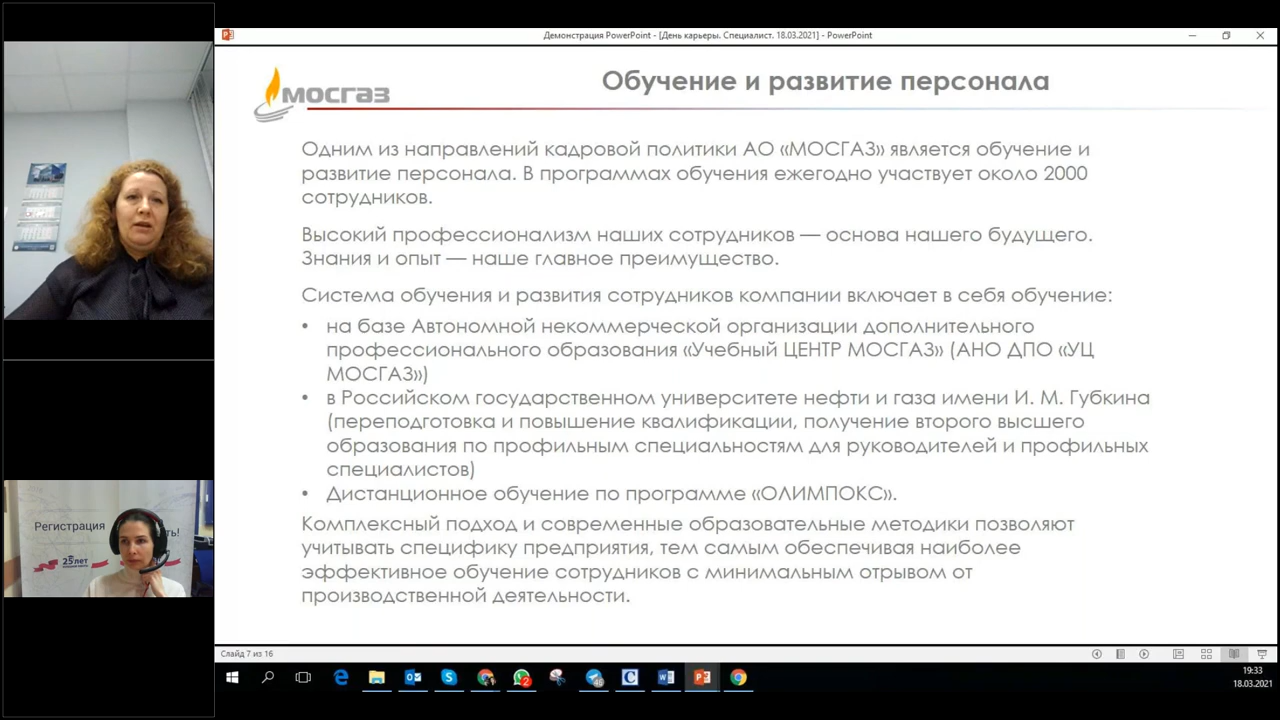 Демонстрация PowerPoint - [День карьеры. Специалист. 18.03.2021] - PowerPoint
МОСГАЗ
Обучение и развитие персонала
Одним из направлений кадровой политики АО «МОСГАЗ» является обучение и
развитие персонала. В программах обучения ежегодно участвует около 2000
сотрудников.
Высокий профессионализм наших сотрудников — основа нашего будущего.
Знания и опыт — наше главное преимущество.
Система обучения и развития сотрудников компании включает в себя обучение:
• на базе Автономной некоммерческой организации дополнительного
профессионального образования «Учебный ЦЕНТР МОСГАЗ» (АНО ДПО «УЦ
МОСГАЗ»)
• в Российском государственном университете нефти и газа имени И. М. Губкина
(переподготовка и повышение квалификации, получение второго высшего
образования по профильным специальностям для руководителей и профильных
специалистов)
• Дистанционное обучение по программе «ОЛИМПОКС».
Комплексный подход и современные образовательные методики позволяют
учитывать специфику предприятия, тем самым обеспечивая наиболее
эффективное обучение сотрудников с минимальным отрывом от
производственной деятельности.
Регистрация
ть!
25 лет
Слайд 7 из 16
19:33
18.03.2021